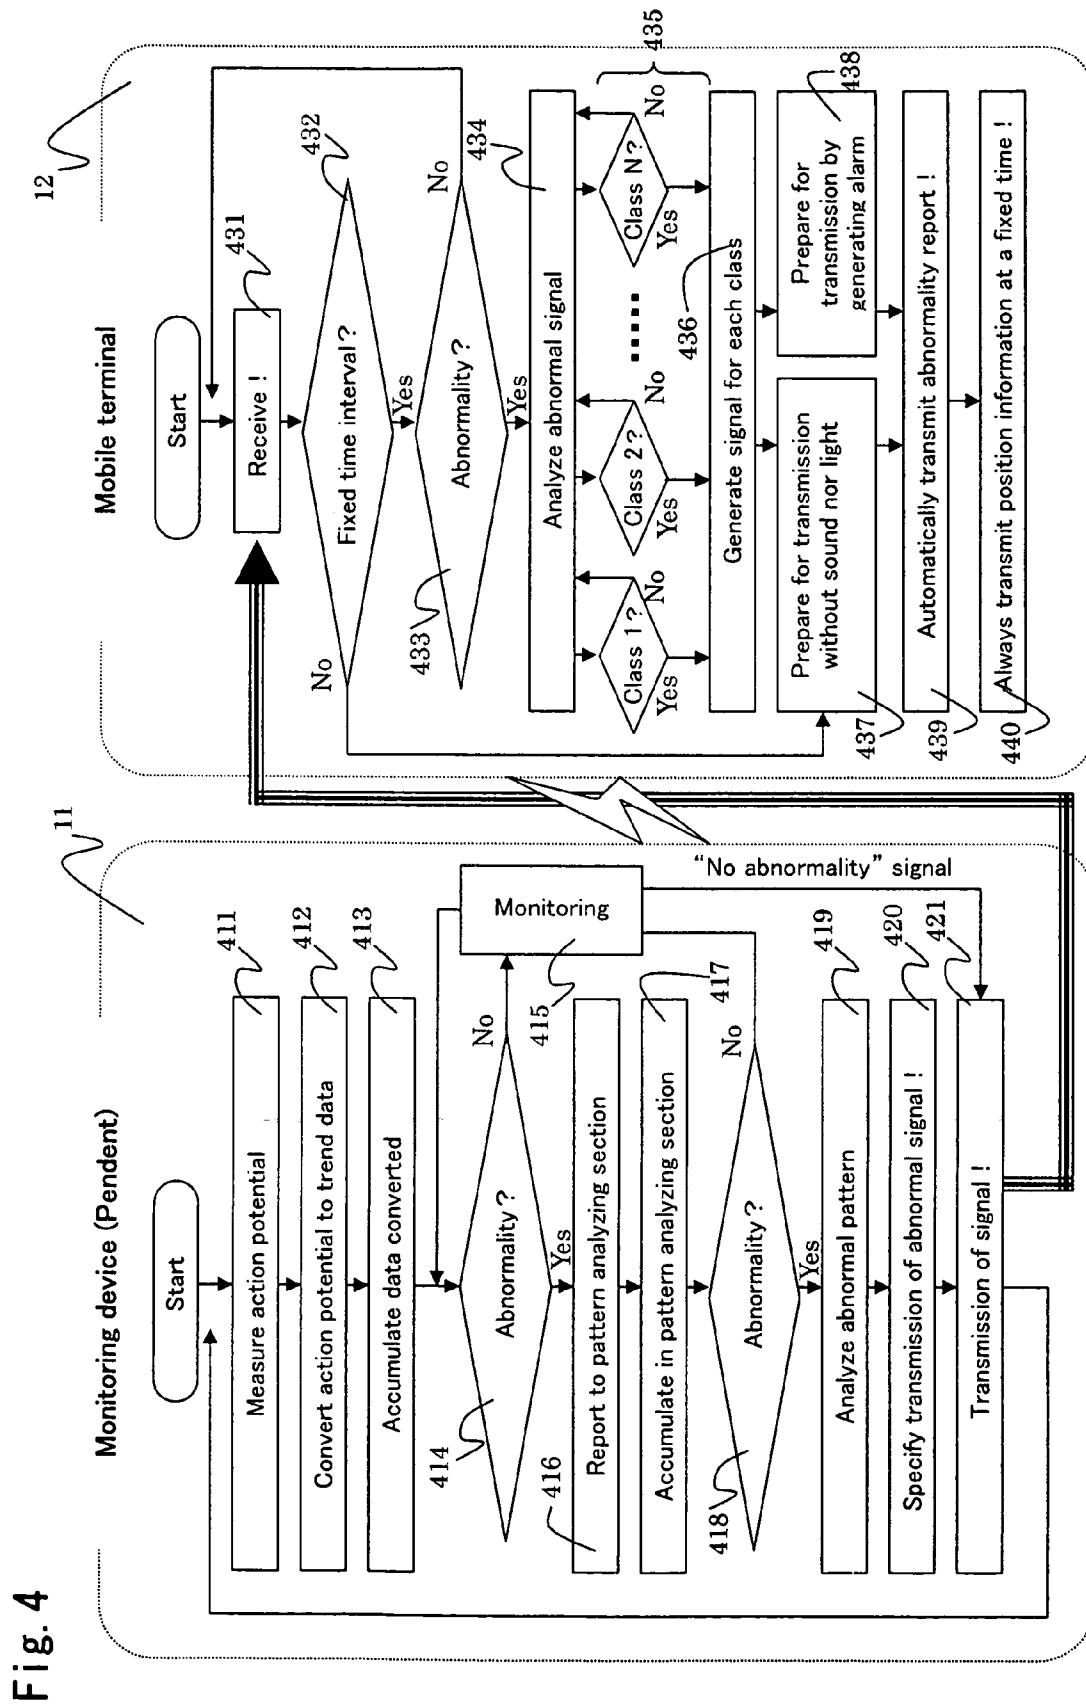 Fig. 4
Monitoring device (Pendent)
11
Start
Measure action potential
411
Convert action potential to trend data
412
Accumulate data converted
413
Abnormality?
414
No
Yes
Monitoring
415
Report to pattern analyzing section
416
Accumulate in pattern analyzing section
417
Abnormality?
418
No
Yes
"No abnormality" signal
Analyze abnormal pattern
419
Specify transmission of abnormal signal !
420
Transmission of signal !
421
Mobile terminal
12
Start
Receive !
431
Fixed time interval?
432
No
Yes
Abnormality?
433
No
Yes
Analyze abnormal signal
434
Class 1?
No
Yes
Class 2?
No
Yes
Class N?
No
Yes
435
Generate signal for each class
436
Prepare for transmission
without sound nor light
437
Prepare for
transmission by
generating alarm
438
Automatically transmit abnormality report !
439
Always transmit position information at a fixed time !
440